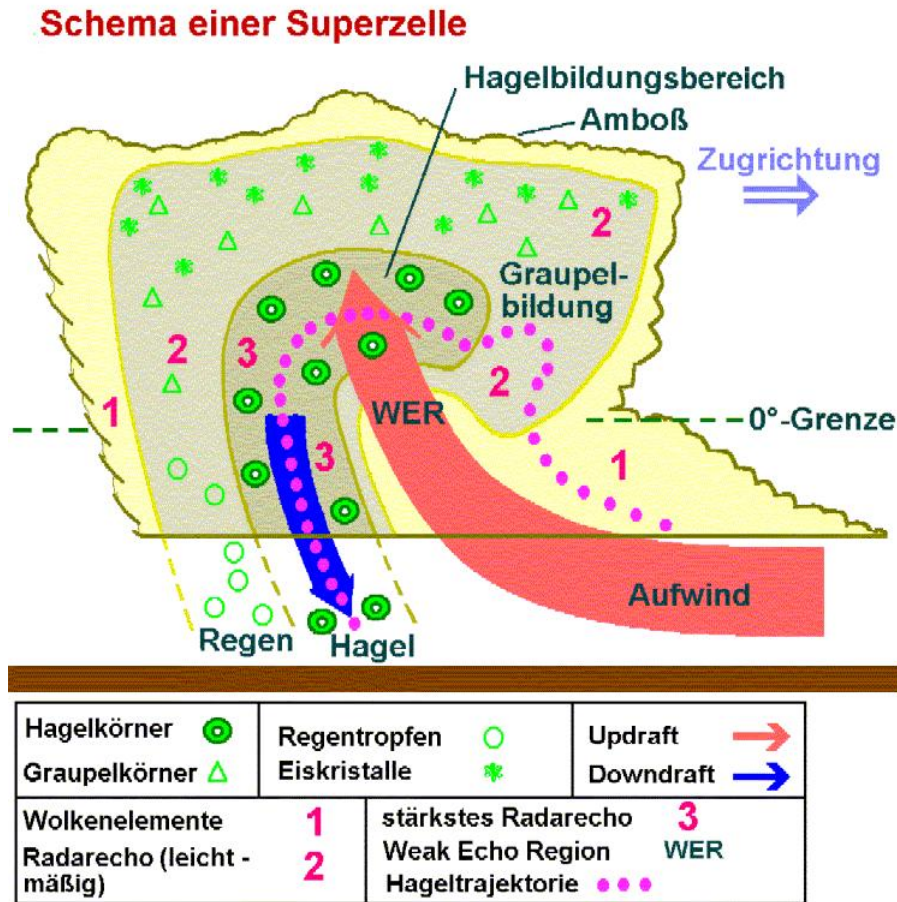 Schema einer Superzelle
Hagelbildungsbereich
Amboß
Zugrichtung
2
Graupel-
bildung
2
3
2
1
WER
0°-Grenze
3
1
Aufwind
Regen
Hagel
Hagelkörner
Graupelkörner
Regentropfen
Eiskristalle
Updraft
Downdraft
Wolkenelemente 1
Radarecho (leicht -
mäßig) 2
stärkstes Radarecho 3
Weak Echo Region WER
Hageltrajektorie